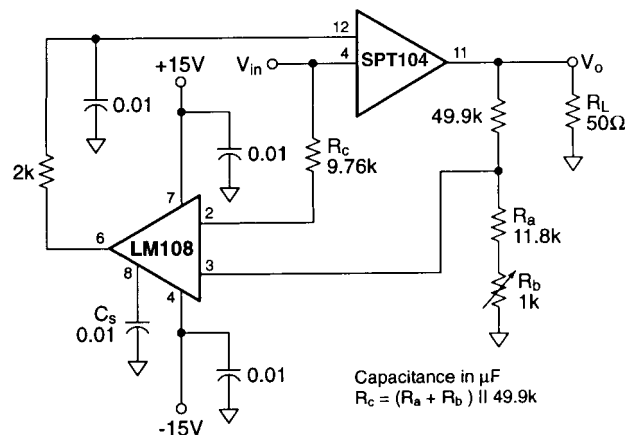 12
SPT104
11
4
V_in
V_o
+15V
0.01
0.01
R_c
9.76k
49.9k
R_L
50Ω
2k
7
2
6
LM108
3
8
4
R_a
11.8k
R_b
1k
C_s
0.01
0.01
-15V
Capacitance in µF
R_c = (R_a + R_b) II 49.9k